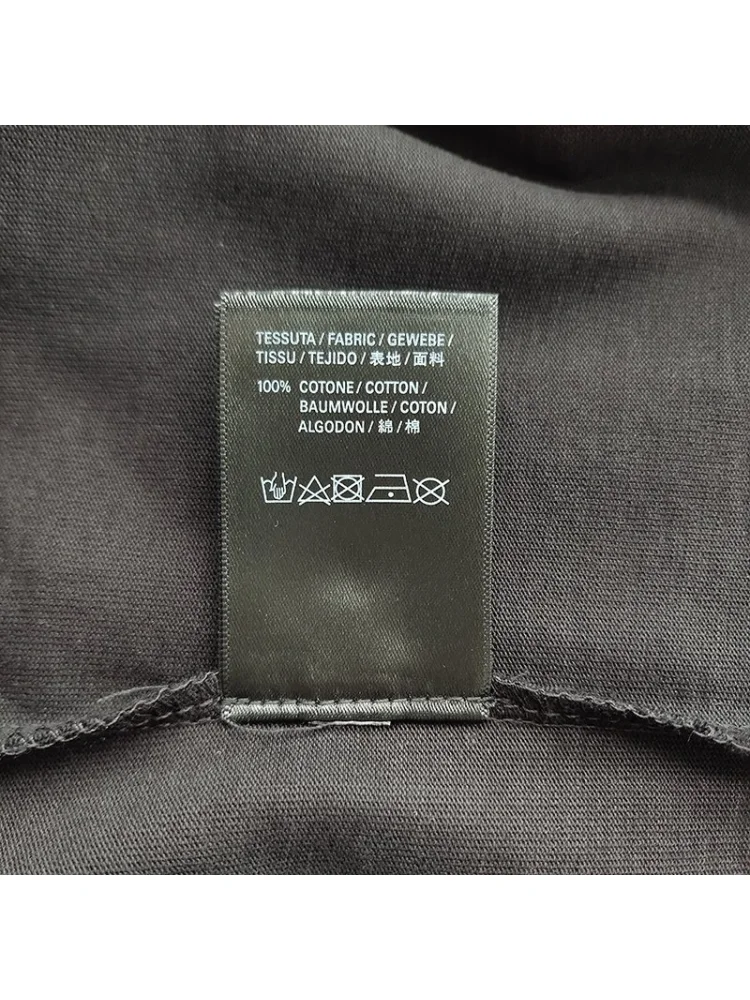 TESSUTA / FABRIC / GEWEBE /
TISSU / TEJIDO / 表地 / 面料
100% COTONE / COTTON /
BAUMWOLLE / COTON /
ALGODON / 綿 / 棉